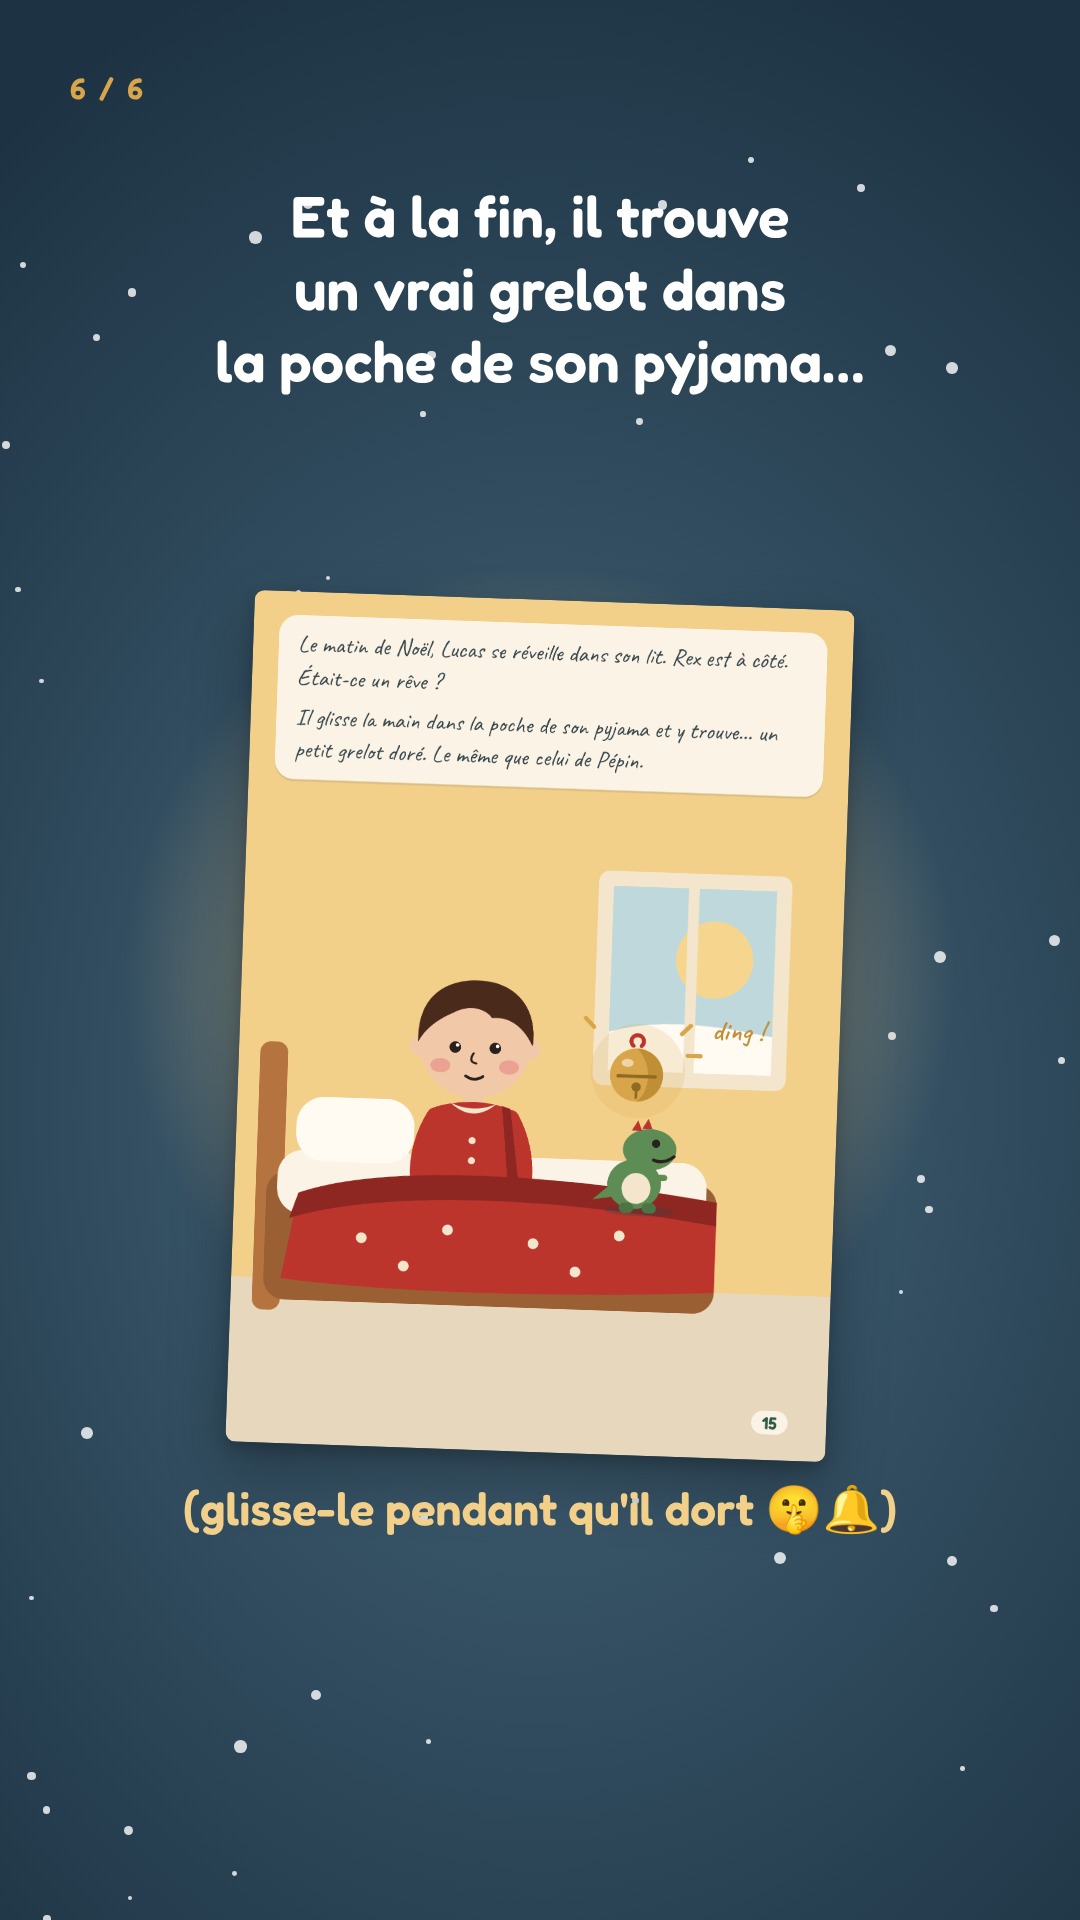 6 / 6
Et à la fin, il trouve
un vrai grelot dans
la poche de son pyjama...
Le matin de Noël, Lucas se réveille dans son lit. Rex est à côté.
Était-ce un rêve ?
Il glisse la main dans la poche de son pyjama et y trouve... un
petit grelot doré. Le même que celui de Pépin.
ding !
15
(glisse-le pendant qu'il dort 🤫🔔)